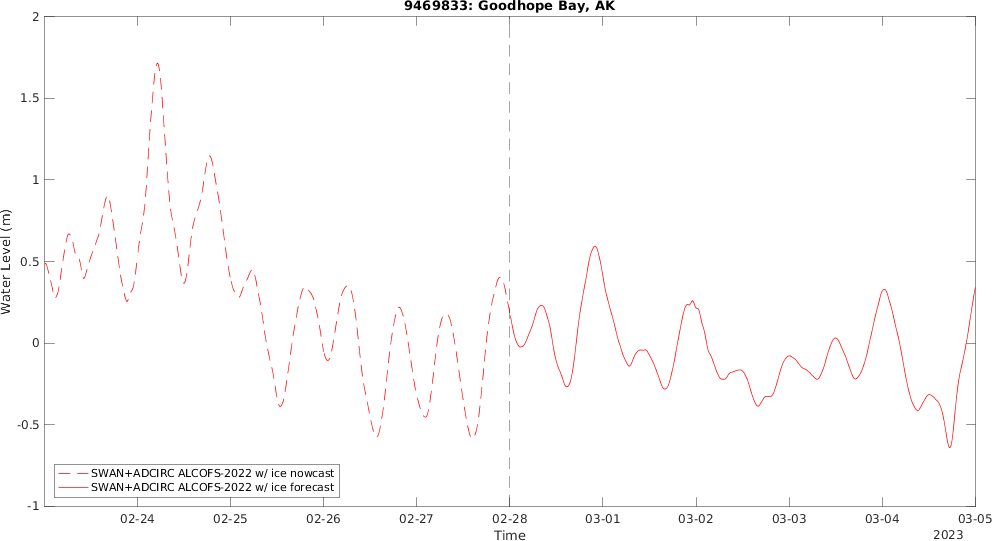 9469833: Goodhope Bay, AK
2
1.5
1
0.5
0
-0.5
-1
Water Level (m)
SWAN+ADCIRC ALCOFS-2022 w/ ice nowcast
SWAN+ADCIRC ALCOFS-2022 w/ ice forecast
02-24 02-25 02-26 02-27 02-28 03-01 03-02 03-03 03-04 03-05
Time
2023